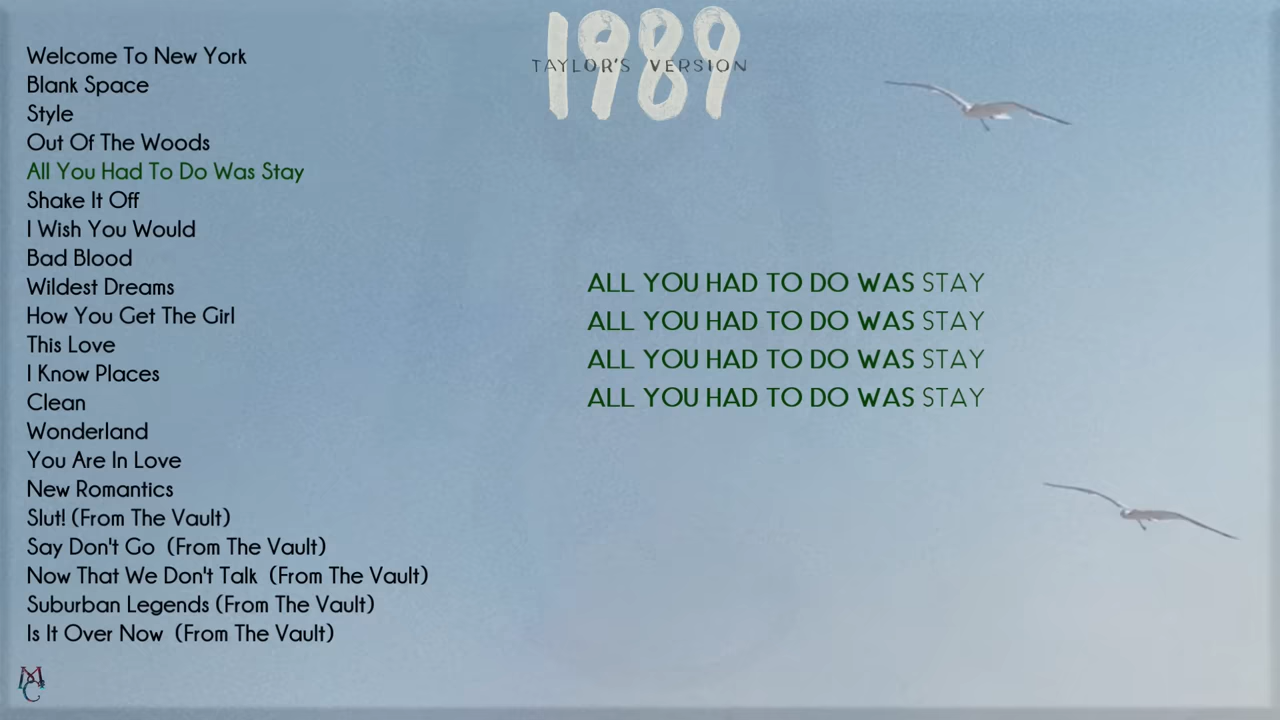 1989
TAYLOR'S VERSION
Welcome To New York
Blank Space
Style
Out Of The Woods
All You Had To Do Was Stay
Shake It Off
I Wish You Would
Bad Blood
Wildest Dreams
How You Get The Girl
This Love
I Know Places
Clean
Wonderland
You Are In Love
New Romantics
Slut! (From The Vault)
Say Don't Go (From The Vault)
Now That We Don't Talk (From The Vault)
Suburban Legends (From The Vault)
Is It Over Now (From The Vault)
ALL YOU HAD TO DO WAS STAY
ALL YOU HAD TO DO WAS STAY
ALL YOU HAD TO DO WAS STAY
ALL YOU HAD TO DO WAS STAY
MC